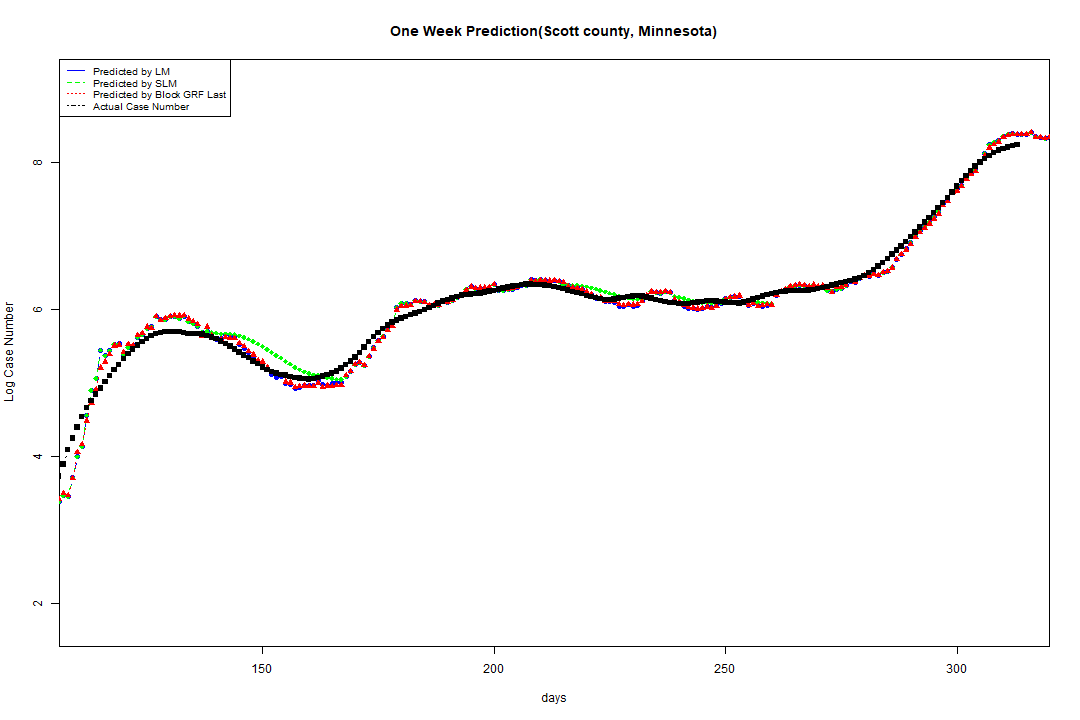 One Week Prediction(Scott county, Minnesota)
Predicted by LM
Predicted by SLM
Predicted by Block GRF Last
Actual Case Number
8
6
4
2
Log Case Number
150
200
250
300
days